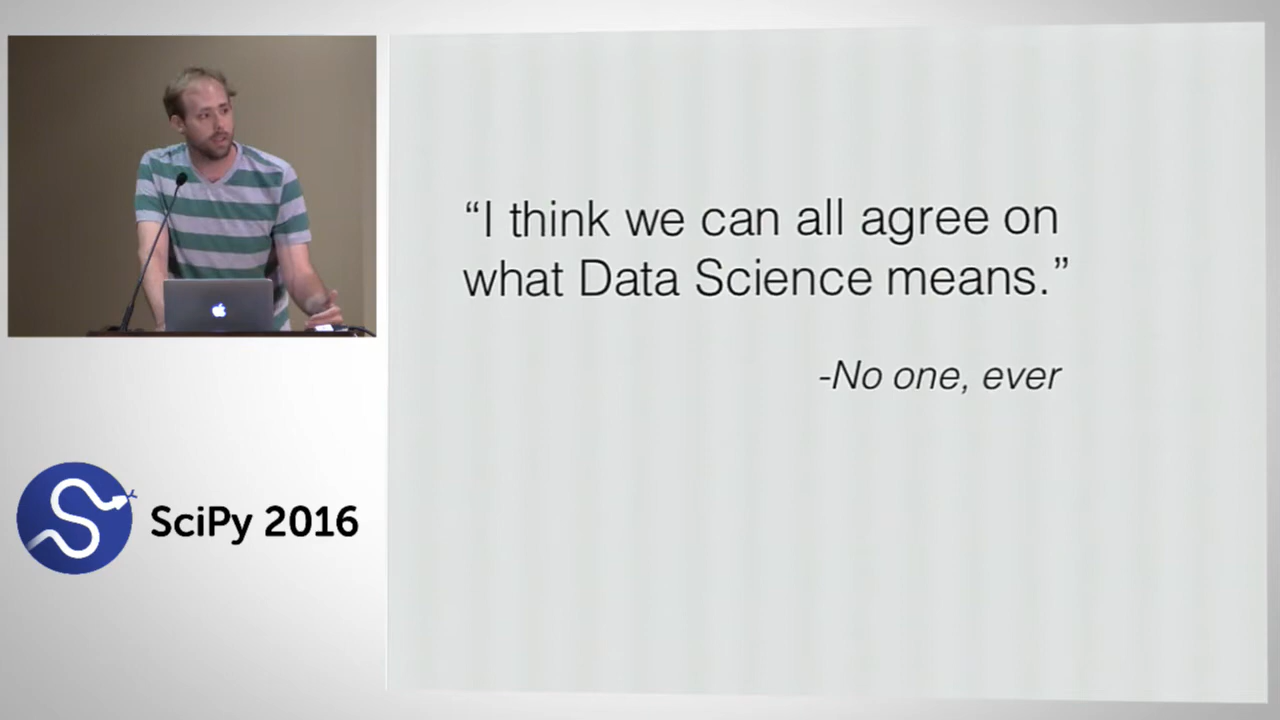 “I think we can all agree on
what Data Science means.”
-No one, ever
SciPy 2016